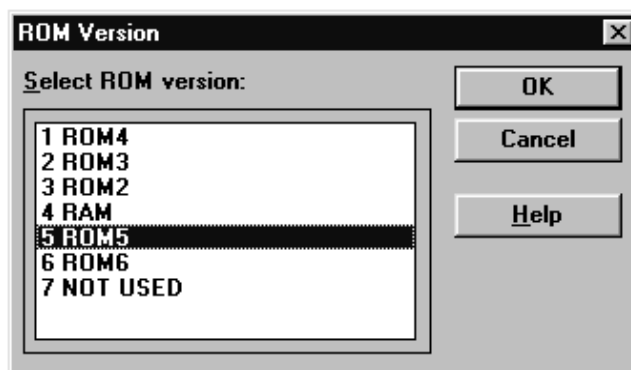 ROM Version
Select ROM version:
1 ROM4
2 ROM3
3 ROM2
4 RAM
5 ROM5
6 ROM6
7 NOT USED
OK
Cancel
Help